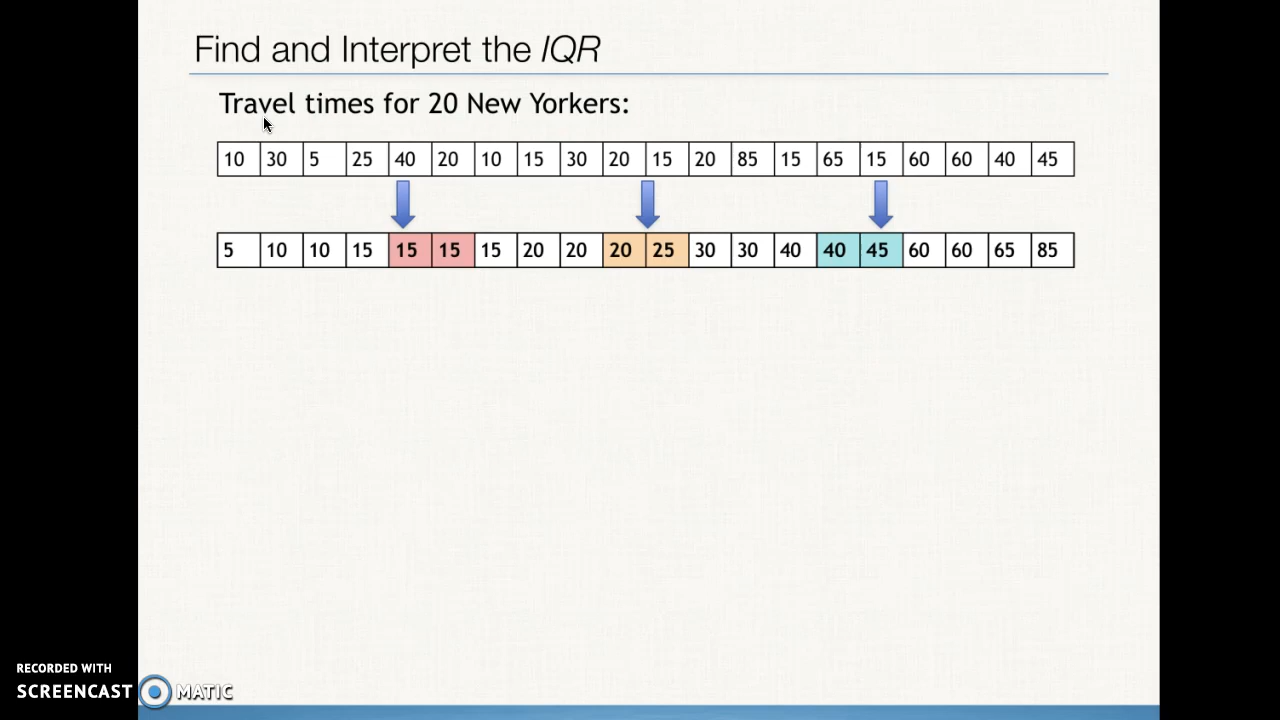 Find and Interpret the IQR
Travel times for 20 New Yorkers:
10 30 5 25 40 20 10 15 30 20 15 20 85 15 65 15 60 60 40 45
5 10 10 15 15 15 15 20 20 20 25 30 30 40 40 45 60 60 65 85
RECORDED WITH
SCREENCAST MATIC